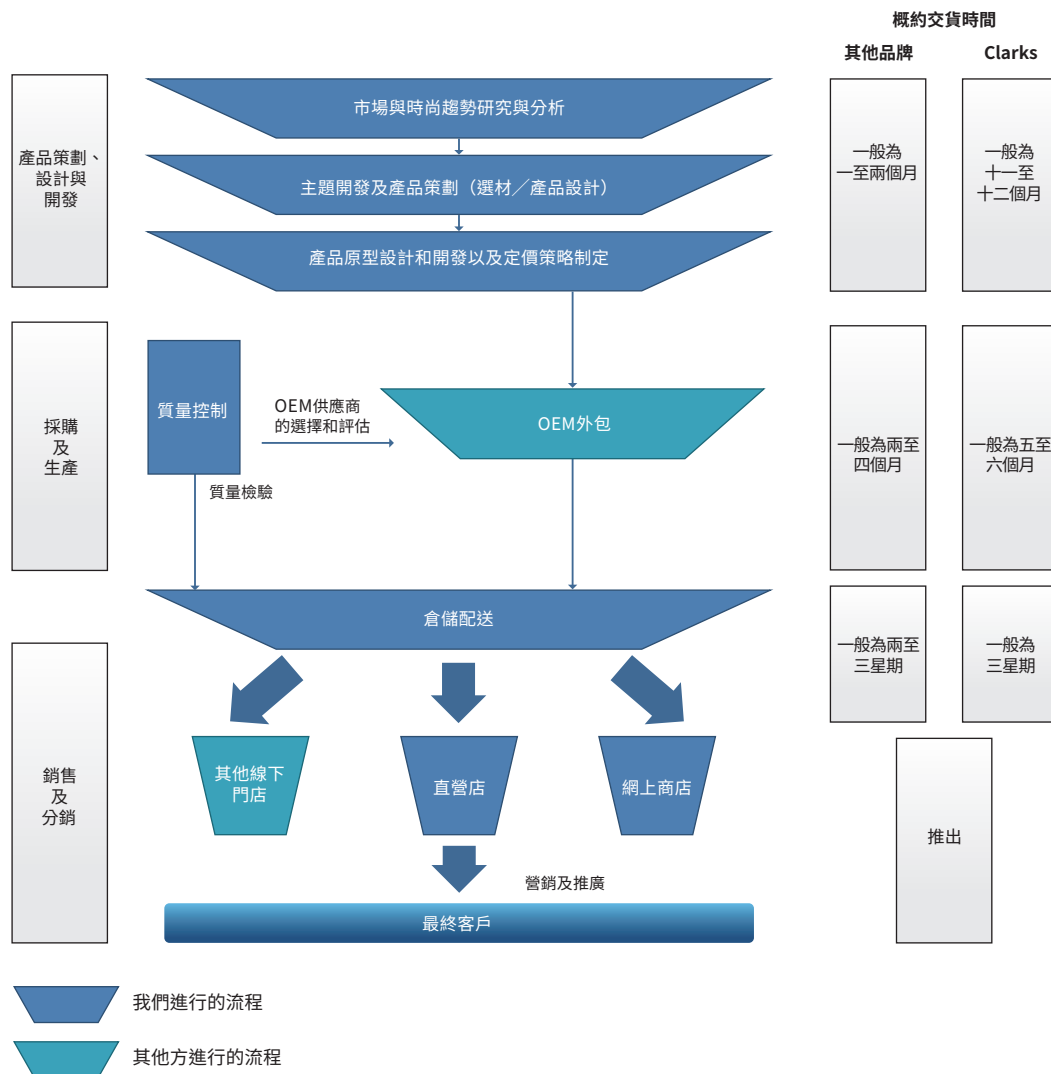 概約交貨時間
其他品牌
Clarks
產品策劃、
設計與
開發
市場與時尚趨勢研究與分析
主題開發及產品策劃（選材／產品設計）
產品原型設計和開發以及定價策略制定
一般為
一至兩個月
一般為
十一至
十二個月
採購
及
生產
質量控制
OEM供應商
的選擇和評估
OEM外包
質量檢驗
一般為兩至
四個月
一般為五至
六個月
倉儲配送
一般為兩至
三星期
一般為
三星期
銷售
及
分銷
其他線下
門店
直營店
網上商店
營銷及推廣
最終客戶
推出
我們進行的流程
其他方進行的流程